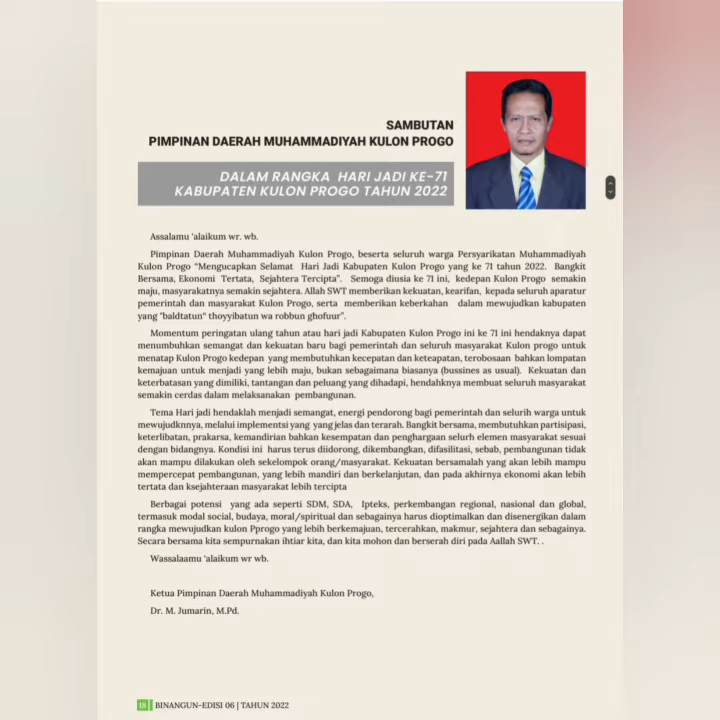 SAMBUTAN
PIMPINAN DAERAH MUHAMMADIYAH KULON PROGO
DALAM RANGKA HARI JADI KE-71
KABUPATEN KULON PROGO TAHUN 2022
Assalamu 'alaikum wr. wb.
Pimpinan Daerah Muhammadiyah Kulon Progo, beserta seluruh warga Persyarikatan Muhammadiyah
Kulon Progo “Mengucapkan Selamat Hari Jadi Kabupaten Kulon Progo yang ke 71 tahun 2022. Bangkit
Bersama, Ekonomi Tertata, Sejahtera Tercipta”. Semoga diusia ke 71 ini, kedepan Kulon Progo semakin
maju, masyarakatnya semakin sejahtera. Allah SWT memberikan kekuatan, kearifan, kepada seluruh aparatur
pemerintah dan masyarakat Kulon Progo, serta memberikan keberkahan dalam mewujudkan kabupaten
yang "baldtatun" thoyyibatun wa robbun ghofuur”.
Momentum peringatan ulang tahun atau hari jadi Kabupaten Kulon Progo ini ke 71 ini hendaknya dapat
menumbuhkan semangat dan kekuatan baru bagi pemerintah dan seluruh masyarakat Kulon progo untuk
menatap Kulon Progo kedepan yang membutuhkan kecepatan dan keteapatan, terobosaan bahkan lompatan
kemajuan untuk menjadi yang lebih maju, bukan sebagaimana biasanya (bussines as usual). Kekuatan dan
keterbatasan yang dimiliki, tantangan dan peluang yang dihadapi, hendahknya membuat seluruh masyarakat
semakin cerdas dalam melaksanakan pembangunan.
Tema Hari jadi hendaklah menjadi semangat, energi pendorong bagi pemerintah dan selurih warga untuk
mewujudknnya, melalui implementsi yang yang jelas dan terarah. Bangkit bersama, membutuhkan partisipasi,
keterlibatan, prakarsa, kemandirian bahkan kesempatan dan penghargaan selurh elemen masyarakat sesuai
dengan bidangnya. Kondisi ini harus terus diidorong, dikembangkan, difasilitasi, sebab, pembangunan tidak
akan mampu dilakukan oleh sekelompok orang/masyarakat. Kekuatan bersamalah yang akan lebih mampu
mempercepat pembangunan, yang lebih mandiri dan berkelanjutan, dan pada akhirnya ekonomi akan lebih
tertata dan ksejahteraan masyarakat lebih tercipta
Berbagai potensi yang ada seperti SDM, SDA, Ipteks, perkembangan regional, nasional dan global,
termasuk modal social, budaya, moral/spiritual dan sebagainya harus dioptimalkan dan disenergikan dalam
rangka mewujudkan kulon Pprogo yang lebih berkemajuan, tercerahkan, makmur, sejahtera dan sebagainya.
Secara bersama kita sempurnakan ihtiar kita, dan kita mohon dan berserah diri pada Aallah SWT. .
Wassalaamu 'alaikum wr wb.
Ketua Pimpinan Daerah Muhammadiyah Kulon Progo,
Dr. M. Jumarin, M.Pd.
18 BINANGUN-EDISI 06 | TAHUN 2022